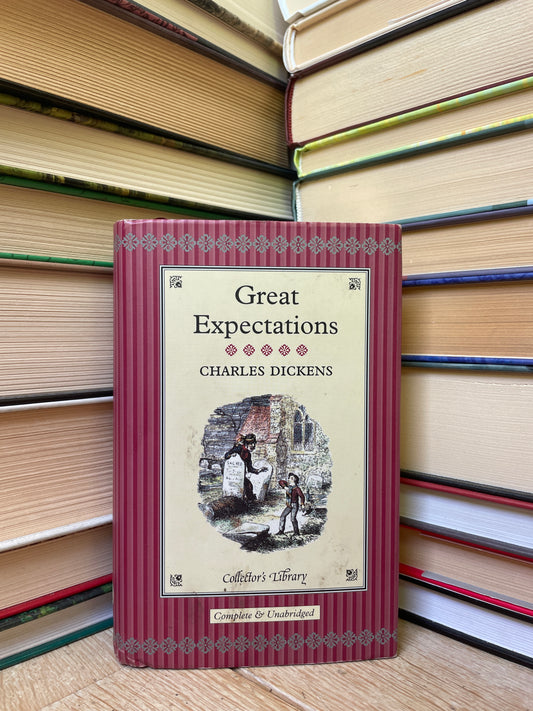 Great
Expectations
CHARLES DICKENS
Collector's Library
Complete & Unabridged